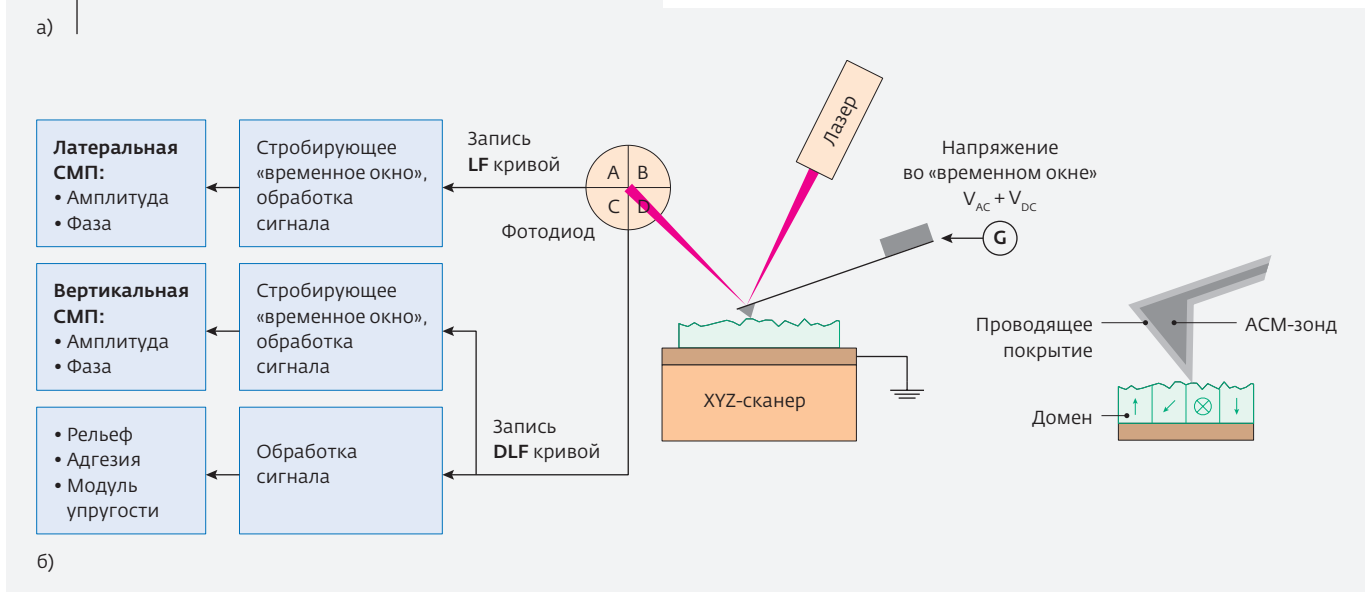 а)
Латеральная
СМП:
• Амплитуда
• Фаза
Стробирующее
«временное окно»,
обработка
сигнала
Запись
LF кривой
A B
C D
Фотодиод
Лазер
Напряжение
во «временном окне»
V_AC + V_DC
G
Вертикальная
СМП:
• Амплитуда
• Фаза
Стробирующее
«временное окно»,
обработка
сигнала
• Рельеф
• Адгезия
• Модуль
упругости
Обработка
сигнала
Запись
DLF кривой
XYZ-сканер
Проводящее
покрытие
АСМ-зонд
Домен
б)